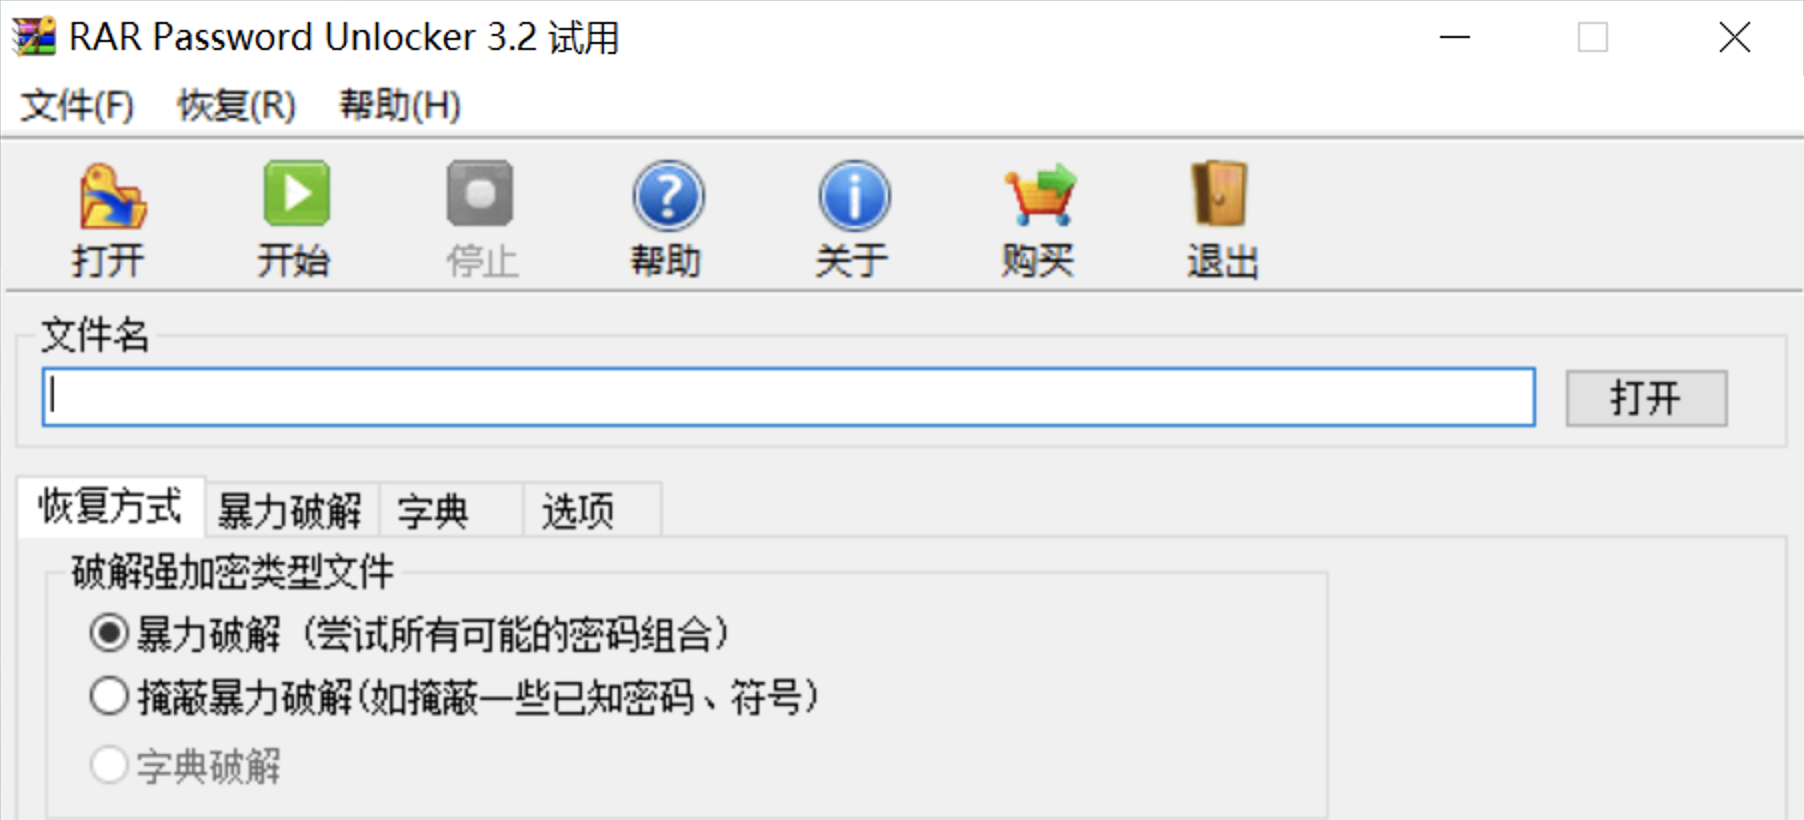 RAR Password Unlocker 3.2 试用
文件(F) 恢复(R) 帮助(H)
打开 开始 停止 帮助 关于 购买 退出
文件名
打开
恢复方式 暴力破解 字典 选项
破解强加密类型文件
暴力破解（尝试所有可能的密码组合）
掩蔽暴力破解(如掩蔽一些已知密码、符号)
字典破解